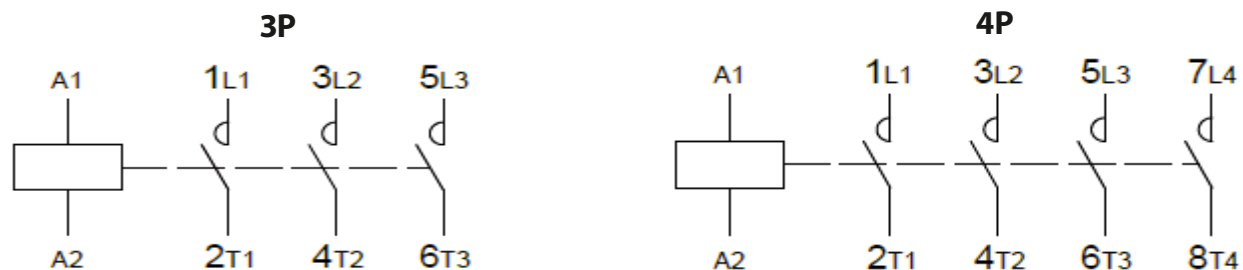 3P
4P
A1 1L1 3L2 5L3
A1 1L1 3L2 5L3 7L4
A2 2T1 4T2 6T3
A2 2T1 4T2 6T3 8T4